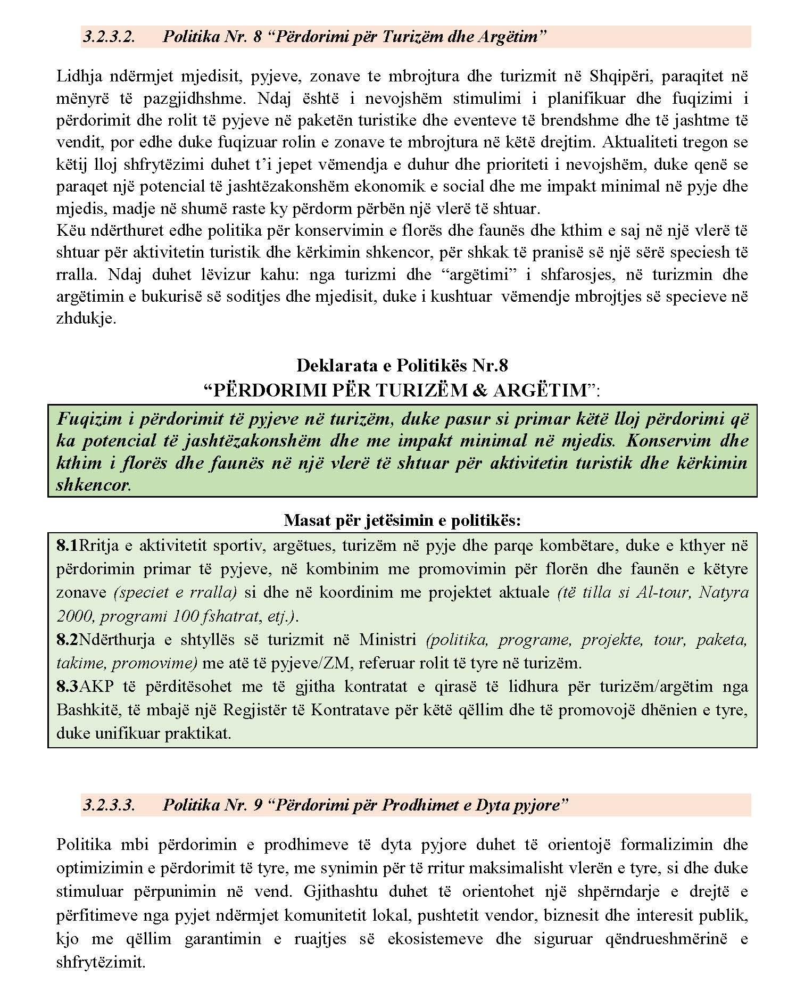 3.2.3.2. Politika Nr. 8 “Përdorimi për Turizëm dhe Argëtim”
Lidhja ndërmjet mjedisit, pyjeve, zonave te mbrojtura dhe turizmit në Shqipëri, paraqitet në
mënyrë të pazgjidhshme. Ndaj është i nevojshëm stimulimi i planifikuar dhe fuqizimi i
përdorimit dhe rolit të pyjeve në paketën turistike dhe eventeve të brendshme dhe të jashtme të
vendit, por edhe duke fuqizuar rolin e zonave te mbrojtura në këtë drejtim. Aktualiteti tregon se
këtij lloj shfrytëzimi duhet t’i jepet vëmendja e duhur dhe prioriteti i nevojshëm, duke qenë se
paraqet një potencial të jashtëzakonshëm ekonomik e social dhe me impakt minimal në pyje dhe
mjedis, madje në shumë raste ky përdorm përbën një vlerë të shtuar.
Këu ndërthuret edhe politika për konservimin e florës dhe faunës dhe kthim e saj në një vlerë të
shtuar për aktivitetin turistik dhe kërkimin shkencor, për shkak të pranisë së një sërë speciesh të
rralla. Ndaj duhet lëvizur kahu: nga turizmi dhe “argëtimi” i shfarosjes, në turizmin dhe
argëtimin e bukurisë së soditjes dhe mjedisit, duke i kushtuar vëmendje mbrojtjes së specieve në
zhdukje.
Deklarata e Politikës Nr.8
“PËRDORIMI PËR TURIZËM & ARGËTIM”:
Fuqizim i përdorimit të pyjeve në turizëm, duke pasur si primar këtë lloj përdorimi që
ka potencial të jashtëzakonshëm dhe me impakt minimal në mjedis. Konservim dhe
kthim i florës dhe faunës në një vlerë të shtuar për aktivitetin turistik dhe kërkimin
shkencor.
Masat për jetësimin e politikës:
8.1Rritja e aktivitetit sportiv, argëtues, turizëm në pyje dhe parqe kombëtare, duke e kthyer në
përdorimin primar të pyjeve, në kombinim me promovimin për florën dhe faunën e këtyre
zonave (speciet e rralla) si dhe në koordinim me projektet aktuale (të tilla si Al-tour, Natyra
2000, programi 100 fshatrat, etj.).
8.2Ndërthurja e shtyllës së turizmit në Ministri (politika, programe, projekte, tour, paketa,
takime, promovime) me atë të pyjeve/ZM, referuar rolit të tyre në turizëm.
8.3AKP të përditësohet me të gjitha kontratat e qirasë të lidhura për turizëm/argëtim nga
Bashkitë, të mbajë një Regjistër të Kontratave për këtë qëllim dhe të promovojë dhënien e tyre,
duke unifikuar praktikat.
3.2.3.3. Politika Nr. 9 “Përdorimi për Prodhimet e Dyta pyjore”
Politika mbi përdorimin e prodhimeve të dyta pyjore duhet të orientojë formalizimin dhe
optimizimin e përdorimit të tyre, me synimin për të rritur maksimalisht vlerën e tyre, si dhe duke
stimuluar përpunimin në vend. Gjithashtu duhet të orientohet një shpërndarje e drejtë e
përfitimeve nga pyjet ndërmjet komunitetit lokal, pushtetit vendor, biznesit dhe interesit publik,
kjo me qëllim garantimin e ruajtjes së ekosistemeve dhe siguruar qëndrueshmërinë e
shfrytëzimit.